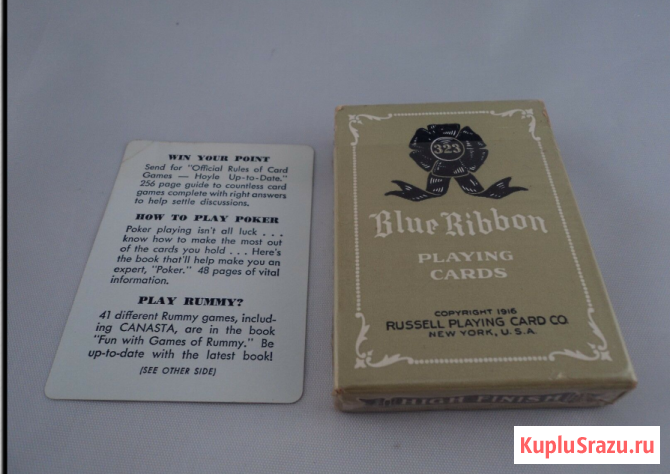 WIN YOUR POINT
Send for "Official Rules of Card
Games — Hoyle Up-to-Date."
256 page guide to countless card
games complete with right answers
to help settle discussions.
HOW TO PLAY POKER
Poker playing isn't all luck . . .
know how to make the most out
of the cards you hold . . . Here's
the book that'll help make you an
expert, "Poker." 48 pages of vital
information.
PLAY RUMMY?
41 different Rummy games, includ-
ing CANASTA, are in the book
"Fun with Games of Rummy." Be
up-to-date with the latest book!
(SEE OTHER SIDE)
323
Blue Ribbon
PLAYING
CARDS
COPYRIGHT 1916
RUSSELL PLAYING CARD CO.
NEW YORK, U.S.A.
HIGH FINISH
KupluSrazu.ru